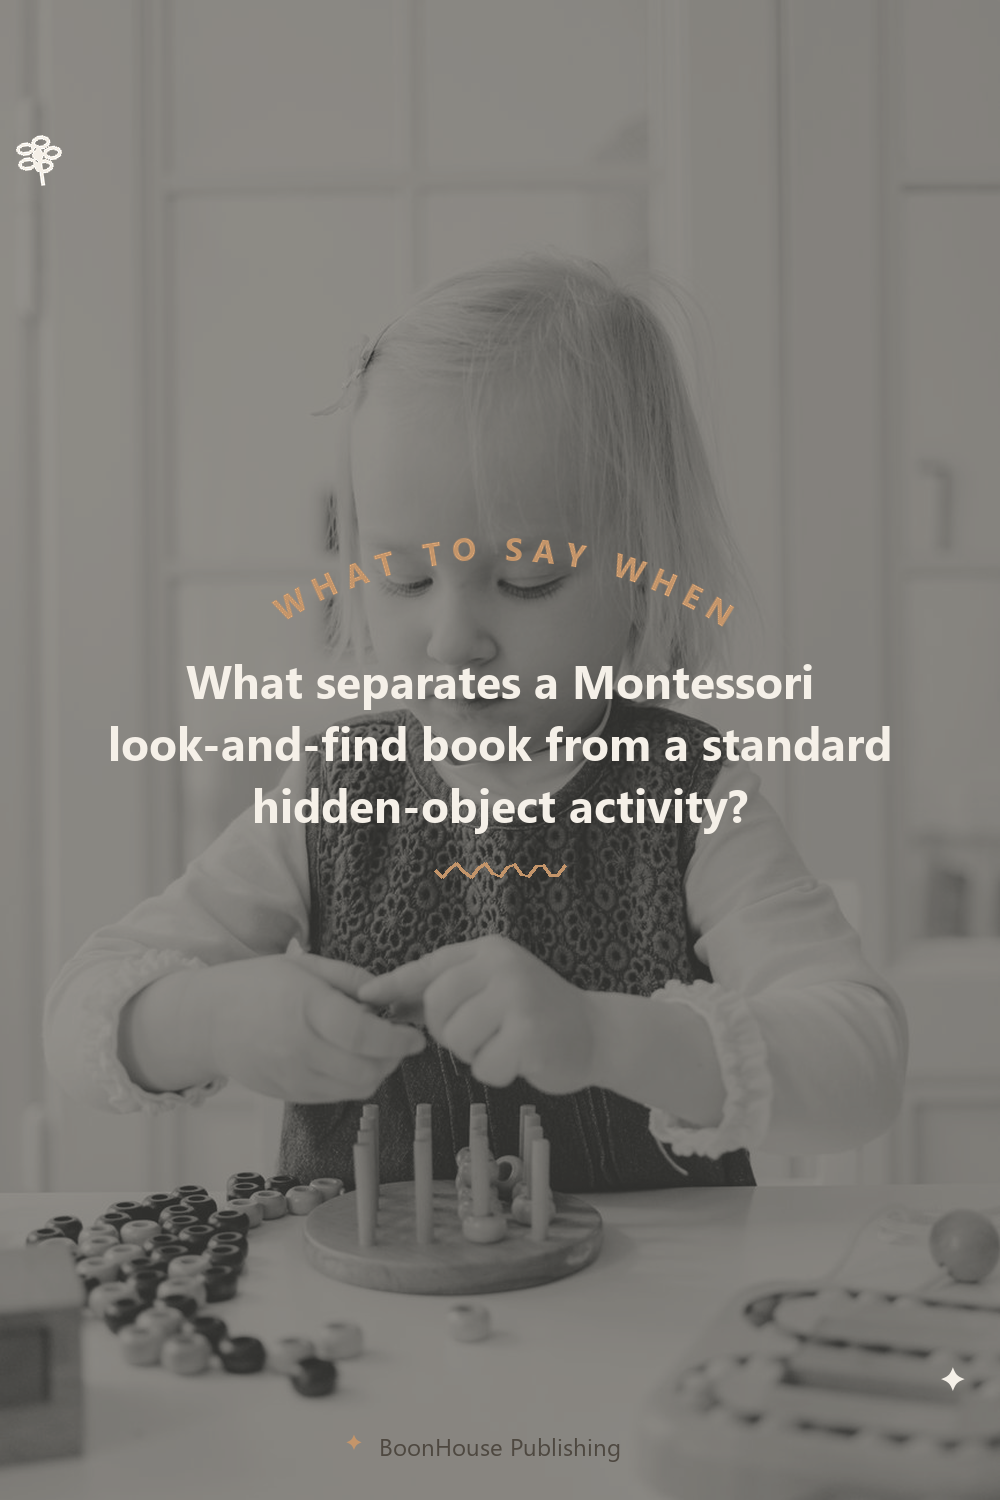 WHAT TO SAY WHEN
What separates a Montessori
look-and-find book from a standard
hidden-object activity?
BoonHouse Publishing